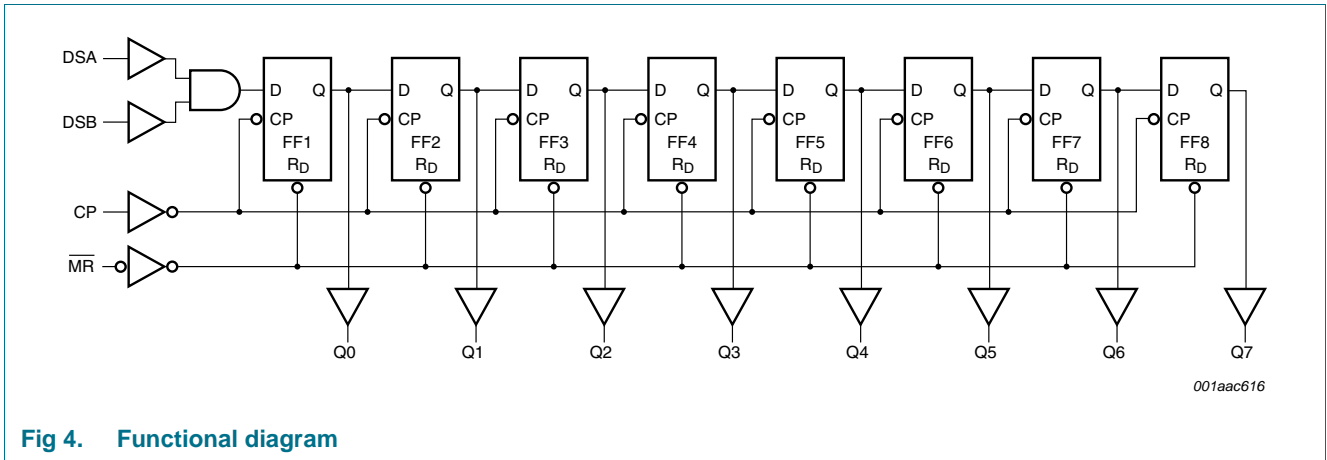 DSA
DSB
D Q D Q D Q D Q D Q D Q D Q D Q
CP CP CP CP CP CP CP CP
FF1 FF2 FF3 FF4 FF5 FF6 FF7 FF8
RD RD RD RD RD RD RD RD
CP
MR
Q0 Q1 Q2 Q3 Q4 Q5 Q6 Q7
001aac616
Fig 4. Functional diagram